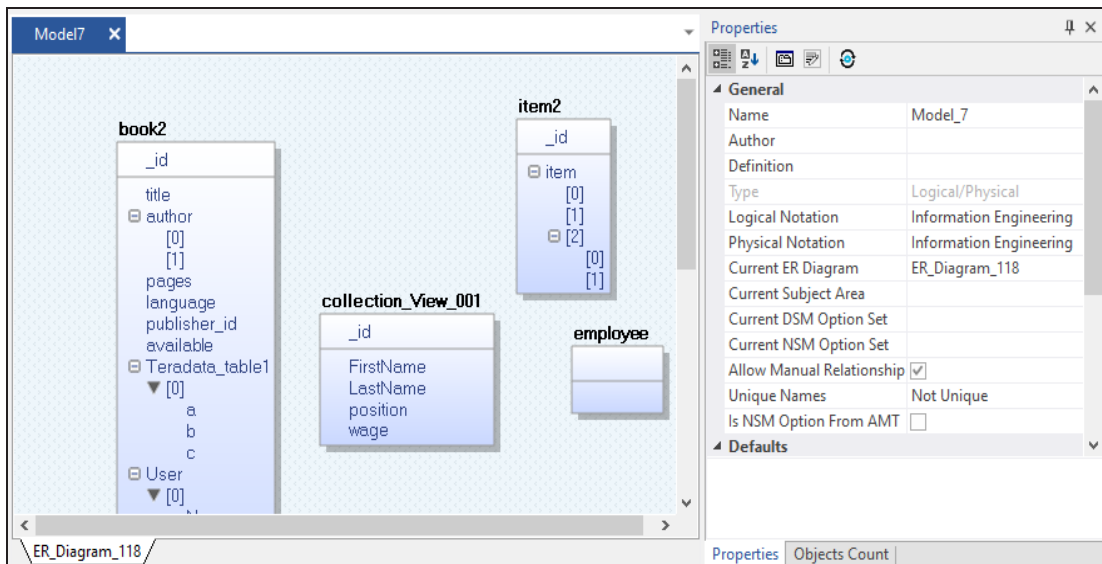 Model7
book2
_id
title
author
[0]
[1]
pages
language
publisher_id
available
Teradata_table1
[0]
a
b
c
User
[0]
collection_View_001
_id
FirstName
LastName
position
wage
item2
_id
item
[0]
[1]
[2]
[0]
[1]
employee
ER_Diagram_118
Properties
General
Name Model_7
Author
Definition
Type Logical/Physical
Logical Notation Information Engineering
Physical Notation Information Engineering
Current ER Diagram ER_Diagram_118
Current Subject Area
Current DSM Option Set
Current NSM Option Set
Allow Manual Relationship
Unique Names Not Unique
Is NSM Option From AMT
Defaults
Properties Objects Count